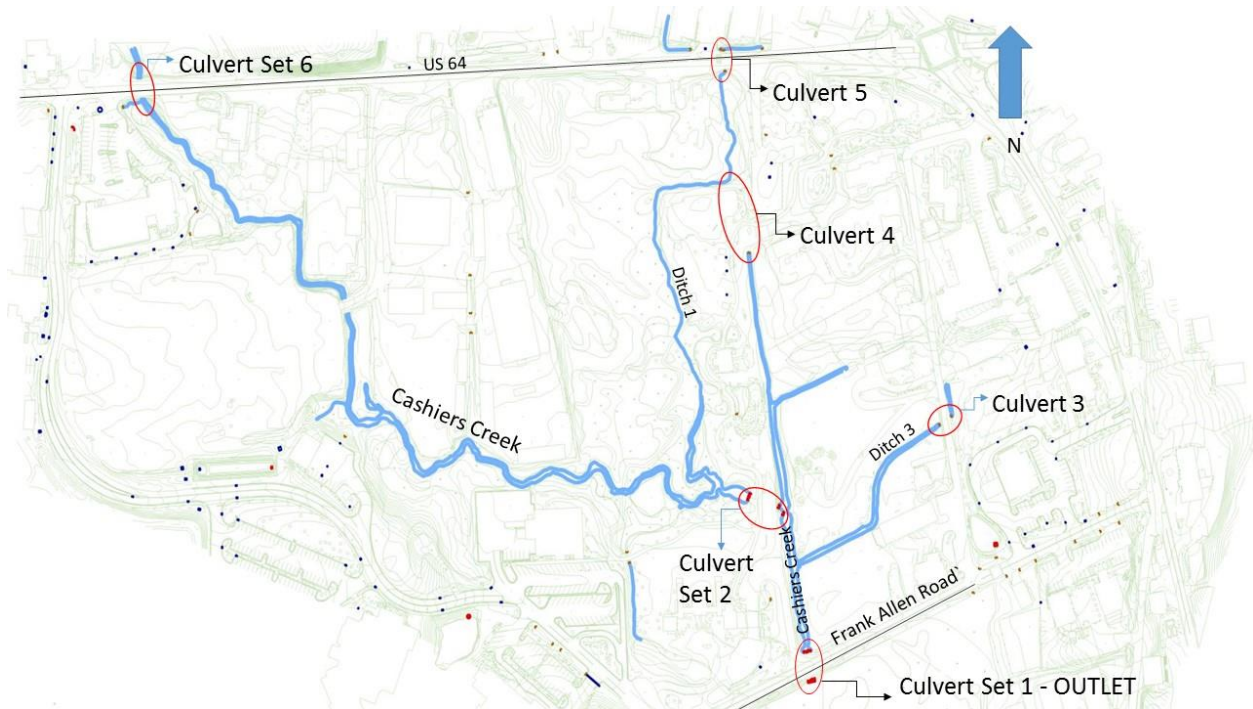 Culvert Set 6
US 64
Culvert 5
N
Culvert 4
Ditch 1
Cashiers Creek
Culvert 3
Ditch 3
Culvert
Set 2
Cashiers Creek
Frank Allen Road`
Culvert Set 1 - OUTLET